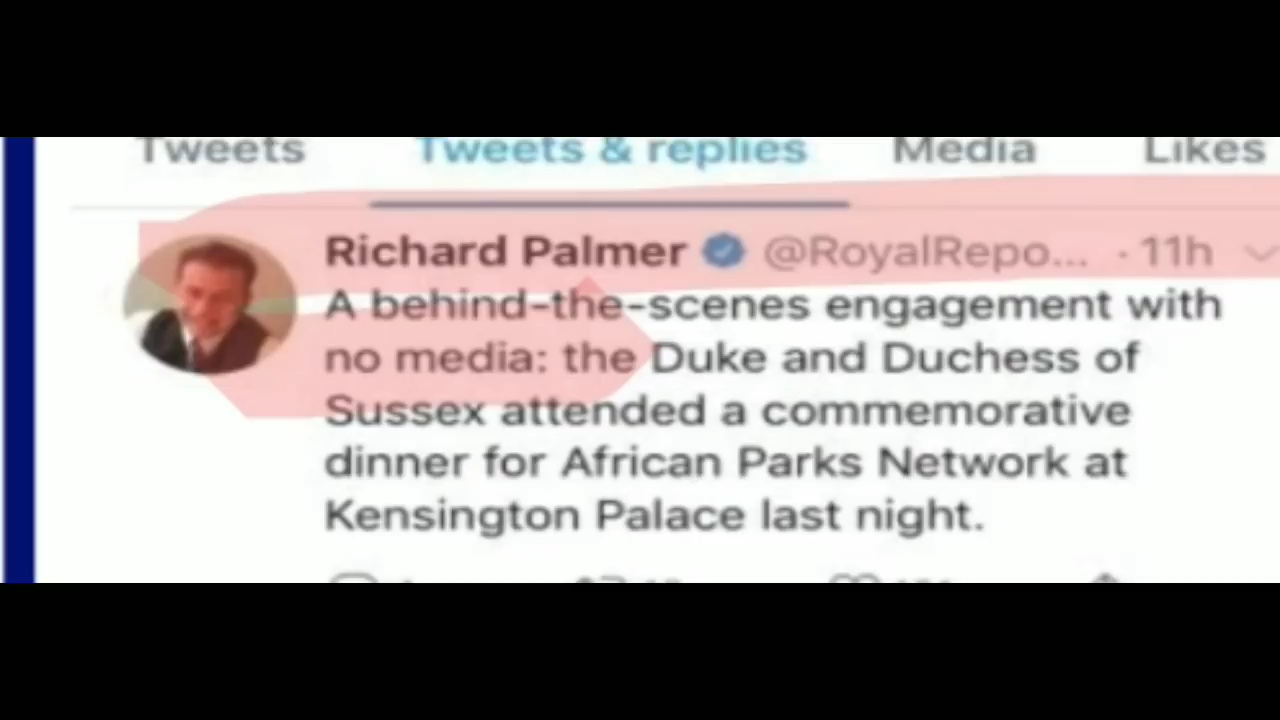 Tweets Tweets & replies Media Likes
Richard Palmer @RoyalRepo... · 11h
A behind-the-scenes engagement with
no media: the Duke and Duchess of
Sussex attended a commemorative
dinner for African Parks Network at
Kensington Palace last night.